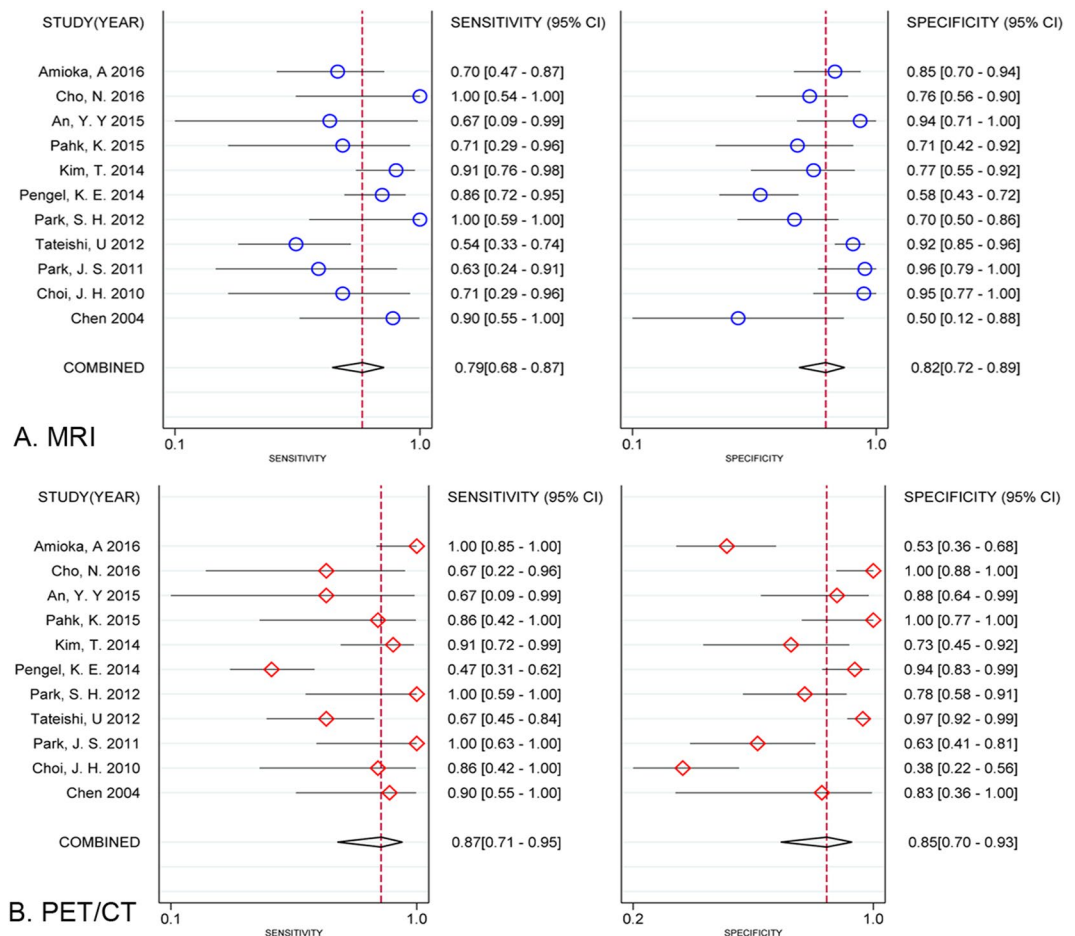 STUDY(YEAR) SENSITIVITY (95% CI) SPECIFICITY (95% CI)
Amioka, A 2016 0.70 [0.47 - 0.87] 0.85 [0.70 - 0.94]
Cho, N. 2016 1.00 [0.54 - 1.00] 0.76 [0.56 - 0.90]
An, Y. Y 2015 0.67 [0.09 - 0.99] 0.94 [0.71 - 1.00]
Pahk, K. 2015 0.71 [0.29 - 0.96] 0.71 [0.42 - 0.92]
Kim, T. 2014 0.91 [0.76 - 0.98] 0.77 [0.55 - 0.92]
Pengel, K. E. 2014 0.86 [0.72 - 0.95] 0.58 [0.43 - 0.72]
Park, S. H. 2012 1.00 [0.59 - 1.00] 0.70 [0.50 - 0.86]
Tateishi, U 2012 0.54 [0.33 - 0.74] 0.92 [0.85 - 0.96]
Park, J. S. 2011 0.63 [0.24 - 0.91] 0.96 [0.79 - 1.00]
Choi, J. H. 2010 0.71 [0.29 - 0.96] 0.95 [0.77 - 1.00]
Chen 2004 0.90 [0.55 - 1.00] 0.50 [0.12 - 0.88]
COMBINED 0.79[0.68 - 0.87] 0.82[0.72 - 0.89]
A. MRI
0.1 1.0 0.1 1.0
SENSITIVITY SPECIFICITY
STUDY(YEAR) SENSITIVITY (95% CI) SPECIFICITY (95% CI)
Amioka, A 2016 1.00 [0.85 - 1.00] 0.53 [0.36 - 0.68]
Cho, N. 2016 0.67 [0.22 - 0.96] 1.00 [0.88 - 1.00]
An, Y. Y 2015 0.67 [0.09 - 0.99] 0.88 [0.64 - 0.99]
Pahk, K. 2015 0.86 [0.42 - 1.00] 1.00 [0.77 - 1.00]
Kim, T. 2014 0.91 [0.72 - 0.99] 0.73 [0.45 - 0.92]
Pengel, K. E. 2014 0.47 [0.31 - 0.62] 0.94 [0.83 - 0.99]
Park, S. H. 2012 1.00 [0.59 - 1.00] 0.78 [0.58 - 0.91]
Tateishi, U 2012 0.67 [0.45 - 0.84] 0.97 [0.92 - 0.99]
Park, J. S. 2011 1.00 [0.63 - 1.00] 0.63 [0.41 - 0.81]
Choi, J. H. 2010 0.86 [0.42 - 1.00] 0.38 [0.22 - 0.56]
Chen 2004 0.90 [0.55 - 1.00] 0.83 [0.36 - 1.00]
COMBINED 0.87[0.71 - 0.95] 0.85[0.70 - 0.93]
B. PET/CT
0.1 1.0 0.2 1.0
SENSITIVITY SPECIFICITY